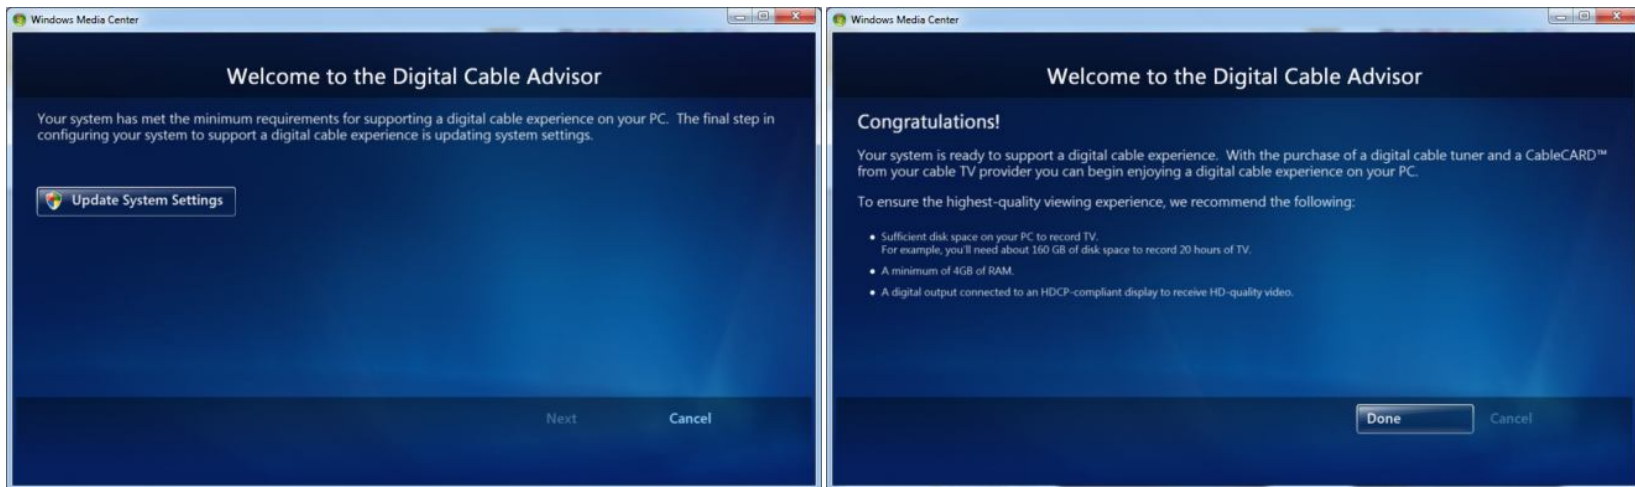 Windows Media Center
Welcome to the Digital Cable Advisor
Your system has met the minimum requirements for supporting a digital cable experience on your PC. The final step in
configuring your system to support a digital cable experience is updating system settings.
Update System Settings
Next
Cancel
Windows Media Center
Welcome to the Digital Cable Advisor
Congratulations!
Your system is ready to support a digital cable experience. With the purchase of a digital cable tuner and a CableCARD™
from your cable TV provider you can begin enjoying a digital cable experience on your PC.
To ensure the highest-quality viewing experience, we recommend the following:
• Sufficient disk space on your PC to record TV.
For example, you'll need about 160 GB of disk space to record 20 hours of TV.
• A minimum of 4GB of RAM.
• A digital output connected to an HDCP-compliant display to receive HD-quality video.
Done
Cancel